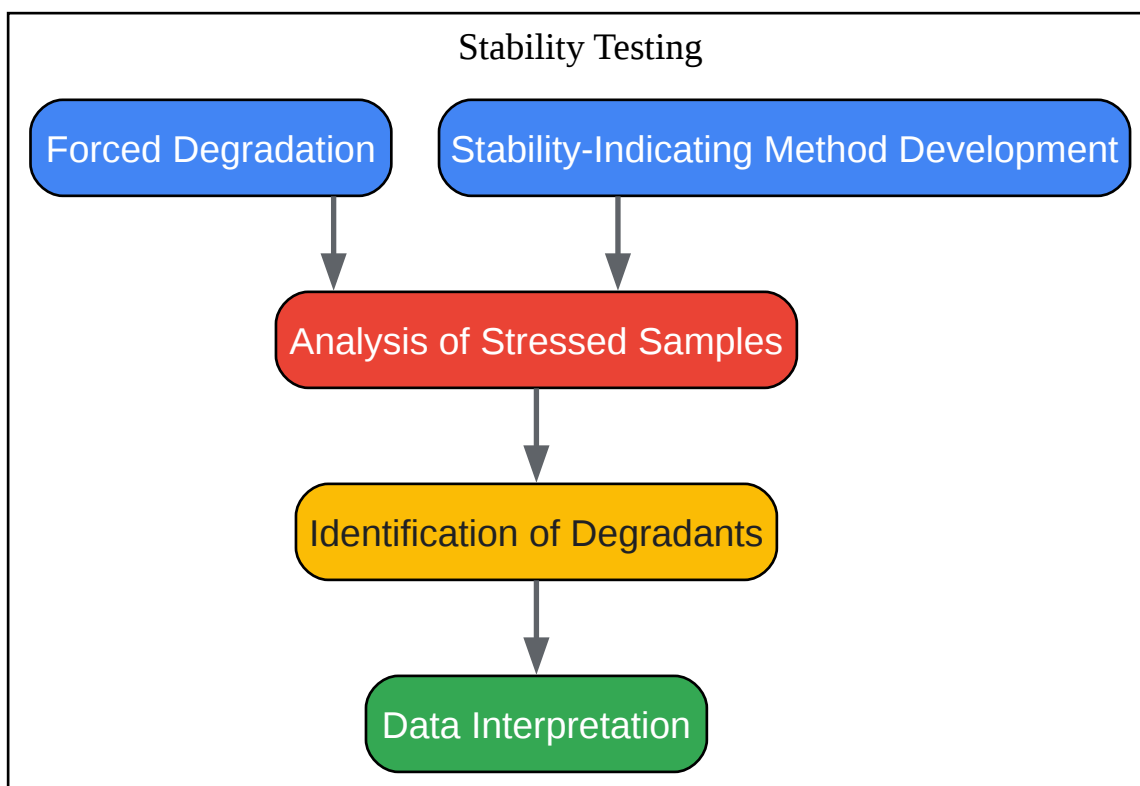 Stability Testing
Forced Degradation
Stability-Indicating Method Development
Analysis of Stressed Samples
Identification of Degradants
Data Interpretation